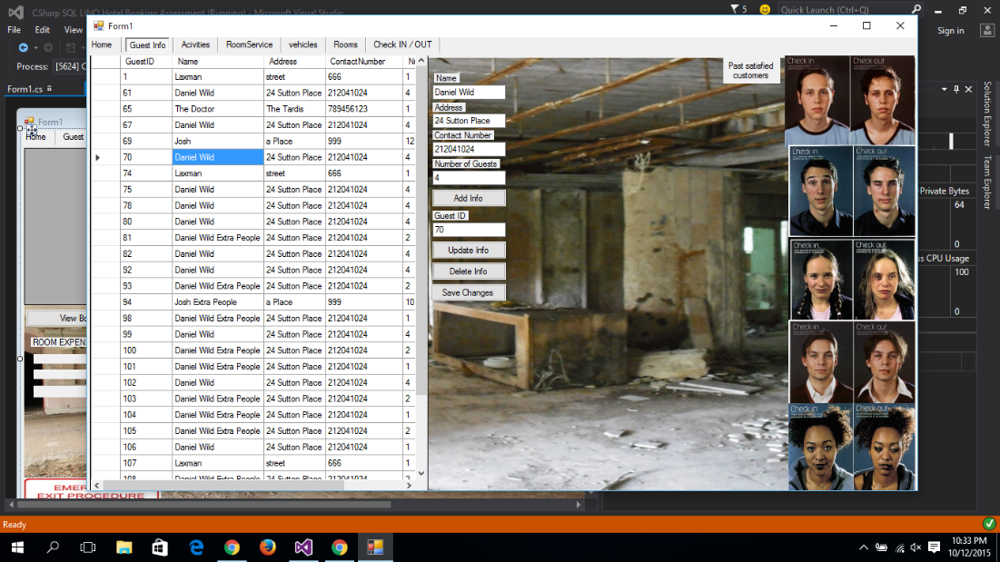 CSharp SQL LINQ Hotel Booking Assessment (Running) - Microsoft Visual Studio
5
Quick Launch (Ctrl+Q)
File Edit View
Sign in
Process: [5624] C
Form1.cs
Form1
Home Guest
View Bo
ROOM EXPEN
EMER
EXIT PROCEDURE
Form1
Home Guest Info Acivities RoomService vehicles Rooms Check IN / OUT
GuestID Name Address ContactNumber
1 Laxman street 666 1
61 Daniel Wild 24 Sutton Place 212041024 4
65 The Doctor The Tardis 789456123 1
67 Daniel Wild 24 Sutton Place 212041024 4
69 Josh a Place 999 12
70 Daniel Wild 24 Sutton Place 212041024 4
74 Laxman street 666 1
75 Daniel Wild 24 Sutton Place 212041024 4
78 Daniel Wild 24 Sutton Place 212041024 4
80 Daniel Wild 24 Sutton Place 212041024 4
81 Daniel Wild Extra People 24 Sutton Place 212041024 2
82 Daniel Wild 24 Sutton Place 212041024 4
92 Daniel Wild 24 Sutton Place 212041024 4
93 Daniel Wild Extra People 24 Sutton Place 212041024 2
94 Josh Extra People a Place 999 10
98 Daniel Wild Extra People 24 Sutton Place 212041024 1
99 Daniel Wild 24 Sutton Place 212041024 4
100 Daniel Wild Extra People 24 Sutton Place 212041024 2
101 Daniel Wild Extra People 24 Sutton Place 212041024 1
102 Daniel Wild 24 Sutton Place 212041024 4
103 Daniel Wild Extra People 24 Sutton Place 212041024 2
104 Daniel Wild Extra People 24 Sutton Place 212041024 1
105 Daniel Wild Extra People 24 Sutton Place 212041024 2
106 Daniel Wild 24 Sutton Place 212041024 1
107 Laxman street 666 1
108 Daniel Wild Extra People 24 Sutton Place 212041024 2
Name
Daniel Wild
Address
24 Sutton Place
Contact Number
212041024
Number of Guests
4
Add Info
Guest ID
70
Update Info
Delete Info
Save Changes
Past satisfied
customers
Check in Check out
Check in Check out
Check in Check out
Check in Check out
Check in Check out
Solution Explorer
Team Explorer
Private Bytes
64
0
ss CPU Usage
100
0
Ready
10:33 PM
10/12/2015